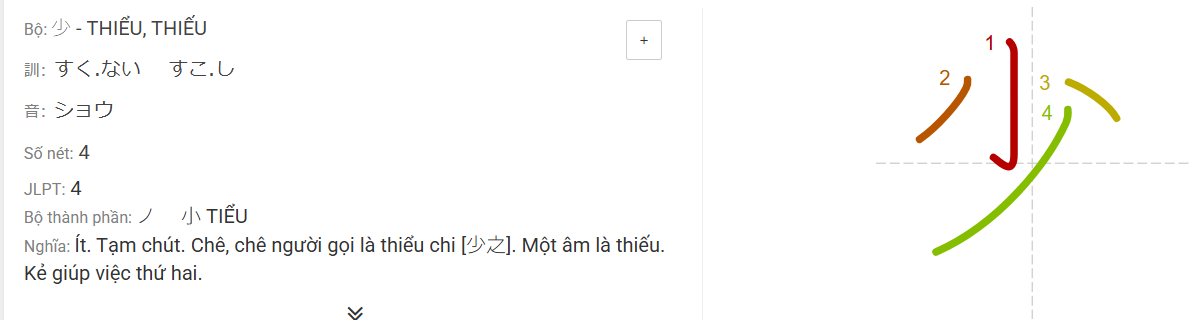 Bộ: 少 - THIỂU, THIẾU
+
訓: すく.ない すこ.し
音: ショウ
Số nét: 4
JLPT: 4
Bộ thành phần: ノ 小 TIỂU
Nghĩa: Ít. Tạm chút. Chê, chê người gọi là thiểu chi [少之]. Một âm là thiếu.
Kẻ giúp việc thứ hai.
1
2
3
4